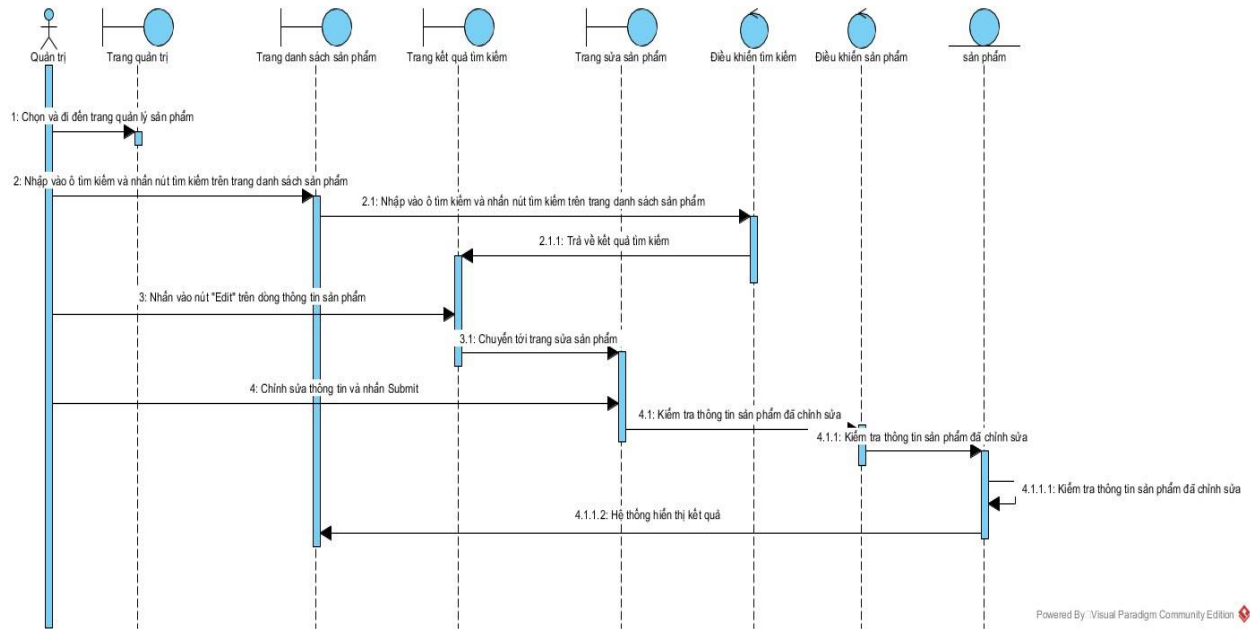 Quản trị
Trang quản trị
Trang danh sách sản phẩm
Trang kết quả tìm kiếm
Trang sửa sản phẩm
Điều khiển tìm kiếm
Điều khiển sản phẩm
sản phẩm
1: Chọn và đi đến trang quản lý sản phẩm
2: Nhập vào ô tìm kiếm và nhấn nút tìm kiếm trên trang danh sách sản phẩm
2.1: Nhập vào ô tìm kiếm và nhấn nút tìm kiếm trên trang danh sách sản phẩm
2.1.1: Trả về kết quả tìm kiếm
3: Nhấn vào nút "Edit" trên dòng thông tin sản phẩm
3.1: Chuyển tới trang sửa sản phẩm
4: Chỉnh sửa thông tin và nhấn Submit
4.1: Kiểm tra thông tin sản phẩm đã chỉnh sửa
4.1.1: Kiểm tra thông tin sản phẩm đã chỉnh sửa
4.1.1.1: Kiểm tra thông tin sản phẩm đã chỉnh sửa
4.1.1.2: Hệ thống hiển thị kết quả
Powered By Visual Paradigm Community Edition